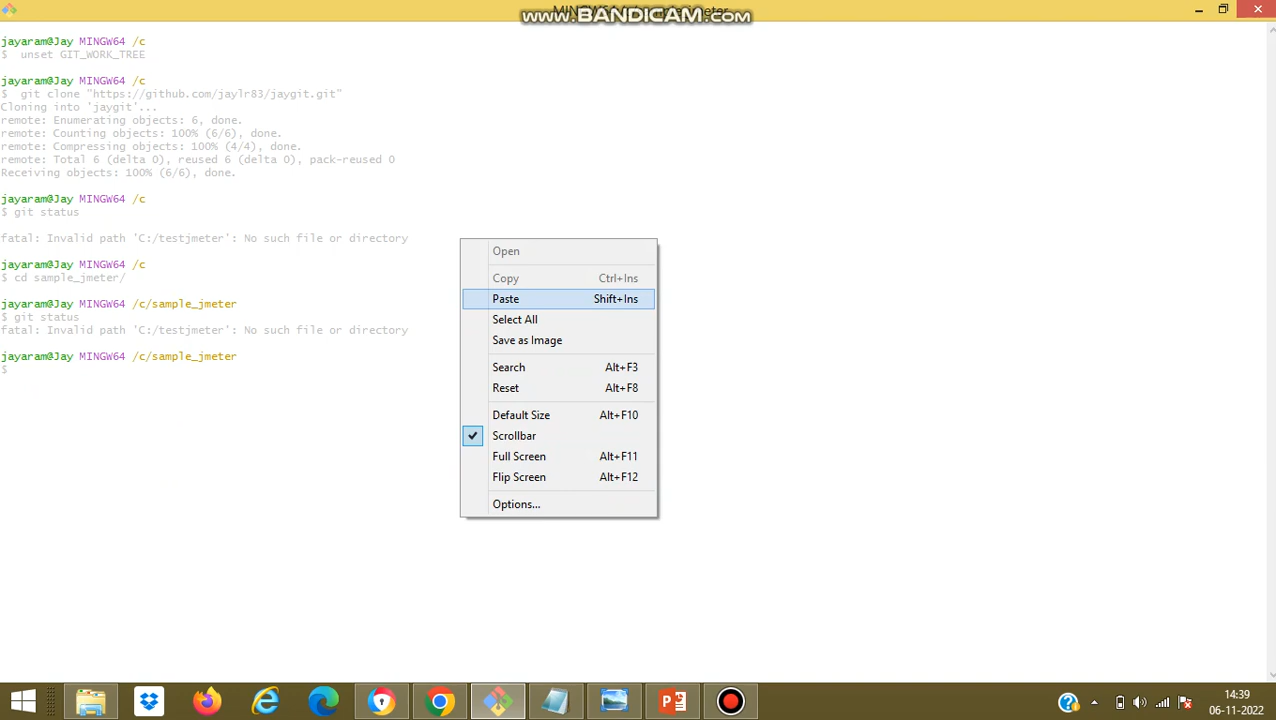 www.BANDICAM.com
jayaram@Jay MINGW64 /c
$ unset GIT_WORK_TREE
jayaram@Jay MINGW64 /c
$ git clone "https://github.com/jaylr83/jaygit.git"
Cloning into 'jaygit'...
remote: Enumerating objects: 6, done.
remote: Counting objects: 100% (6/6), done.
remote: Compressing objects: 100% (4/4), done.
remote: Total 6 (delta 0), reused 6 (delta 0), pack-reused 0
Receiving objects: 100% (6/6), done.
jayaram@Jay MINGW64 /c
$ git status
fatal: Invalid path 'C:/testjmeter': No such file or directory
jayaram@Jay MINGW64 /c
$ cd sample_jmeter/
jayaram@Jay MINGW64 /c/sample_jmeter
$ git status
fatal: Invalid path 'C:/testjmeter': No such file or directory
jayaram@Jay MINGW64 /c/sample_jmeter
$
Open
Copy Ctrl+Ins
Paste Shift+Ins
Select All
Save as Image
Search Alt+F3
Reset Alt+F8
Default Size Alt+F10
Scrollbar
Full Screen Alt+F11
Flip Screen Alt+F12
Options...
14:39
06-11-2022